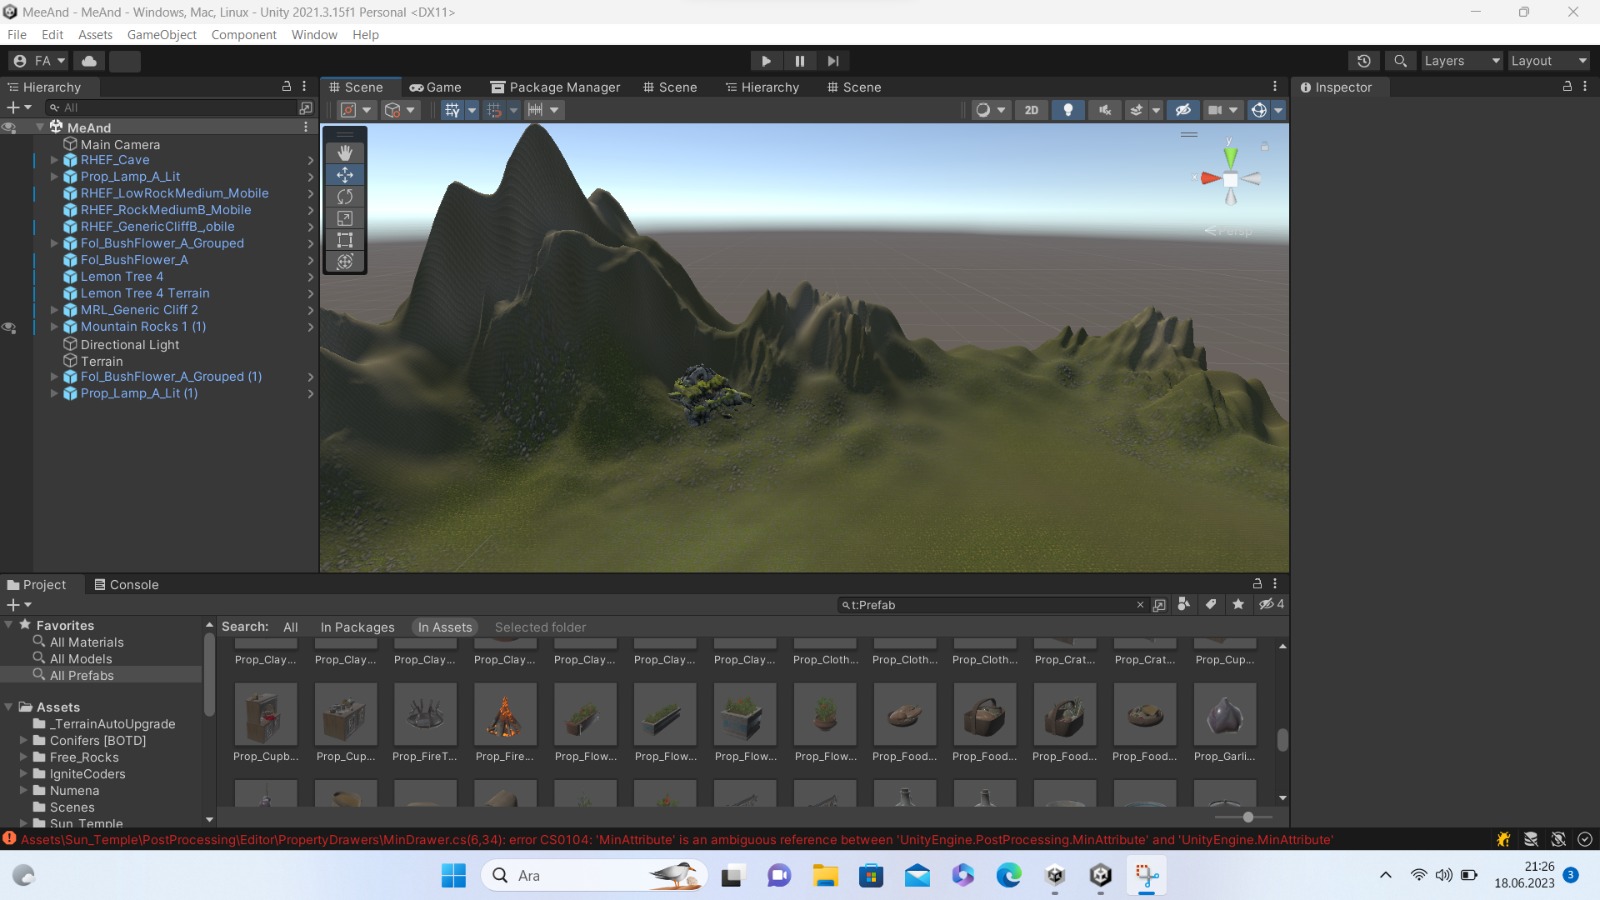 MeeAnd - MeAnd - Windows, Mac, Linux - Unity 2021.3.15f1 Personal <DX11>
File Edit Assets GameObject Component Window Help
FA Layers Layout
Hierarchy Scene Game Package Manager Scene Hierarchy Scene Inspector
All 2D
MeAnd
Main Camera
RHEF_Cave
Prop_Lamp_A_Lit
RHEF_LowRockMedium_Mobile
RHEF_RockMediumB_Mobile
RHEF_GenericCliffB_obile
Fol_BushFlower_A_Grouped
Fol_BushFlower_A
Lemon Tree 4
Lemon Tree 4 Terrain
MRL_Generic Cliff 2
Mountain Rocks 1 (1)
Directional Light
Terrain
Fol_BushFlower_A_Grouped (1)
Prop_Lamp_A_Lit (1)
y
x
Persp
Project Console
t:Prefab 4
Favorites
All Materials
All Models
All Prefabs
Assets
_TerrainAutoUpgrade
Conifers [BOTD]
Free_Rocks
IgniteCoders
Numena
Scenes
Sun_Temple
Search: All In Packages In Assets Selected folder
Prop_Clay... Prop_Clay... Prop_Clay... Prop_Clay... Prop_Clay... Prop_Clay... Prop_Clay... Prop_Cloth... Prop_Cloth... Prop_Cloth... Prop_Crat... Prop_Crat... Prop_Cup...
Prop_Cupb... Prop_Cup... Prop_FireT... Prop_Fire... Prop_Flow... Prop_Flow... Prop_Flow... Prop_Flow... Prop_Food... Prop_Food... Prop_Food... Prop_Food... Prop_Garli...
Assets\Sun_Temple\PostProcessing\Editor\PropertyDrawers\MinDrawer.cs(6,34): error CS0104: 'MinAttribute' is an ambiguous reference between 'UnityEngine.PostProcessing.MinAttribute' and 'UnityEngine.MinAttribute'
Ara
21:26
18.06.2023
3